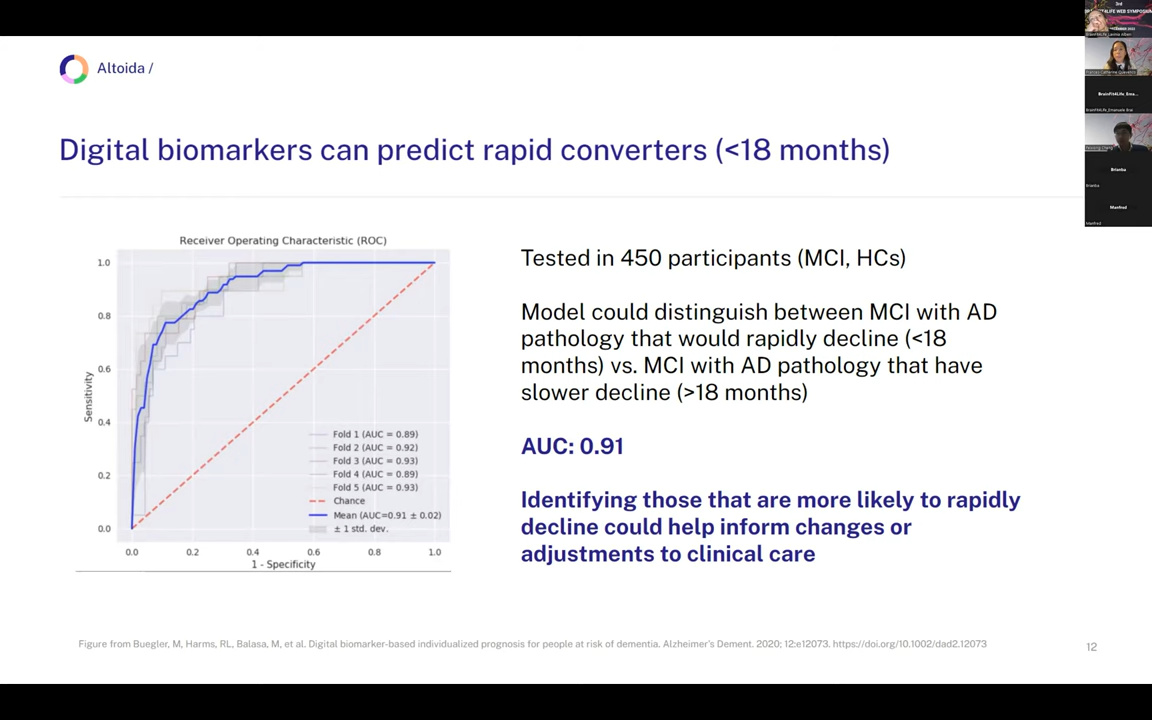 Altoida /
Digital biomarkers can predict rapid converters (<18 months)
Receiver Operating Characteristic (ROC)
1.0
0.8
0.6
0.4
0.2
0.0
Sensitivity
Fold 1 (AUC = 0.89)
Fold 2 (AUC = 0.92)
Fold 3 (AUC = 0.93)
Fold 4 (AUC = 0.89)
Fold 5 (AUC = 0.93)
Chance
Mean (AUC=0.91 ± 0.02)
± 1 std. dev.
0.0 0.2 0.4 0.6 0.8 1.0
1 - Specificity
Tested in 450 participants (MCI, HCs)
Model could distinguish between MCI with AD
pathology that would rapidly decline (<18
months) vs. MCI with AD pathology that have
slower decline (>18 months)
AUC: 0.91
Identifying those that are more likely to rapidly
decline could help inform changes or
adjustments to clinical care
Figure from Buegler, M, Harms, RL, Balasa, M, et al. Digital biomarker-based individualized prognosis for people at risk of dementia. Alzheimer's Dement. 2020; 12:e12073. https://doi.org/10.1002/dad2.12073
12
3rd
BrainFit4Life_Ema...
Brianba
Brianba
Manfred
Manfred